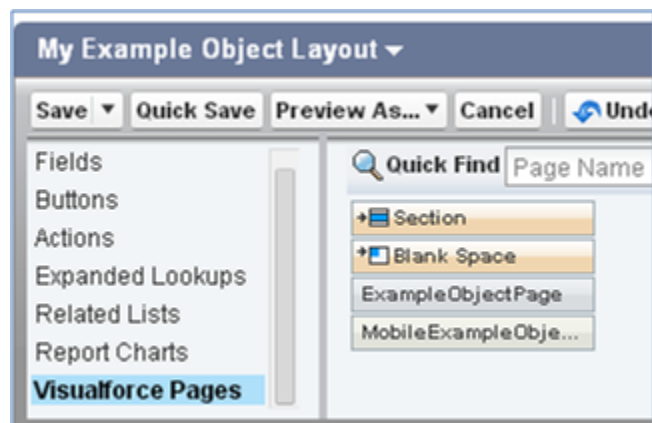 My Example Object Layout
Save Quick Save Preview As... Cancel
Fields
Buttons
Actions
Expanded Lookups
Related Lists
Report Charts
Visualforce Pages
Quick Find Page Name
Section
Blank Space
ExampleObjectPage
MobileExampleObje...